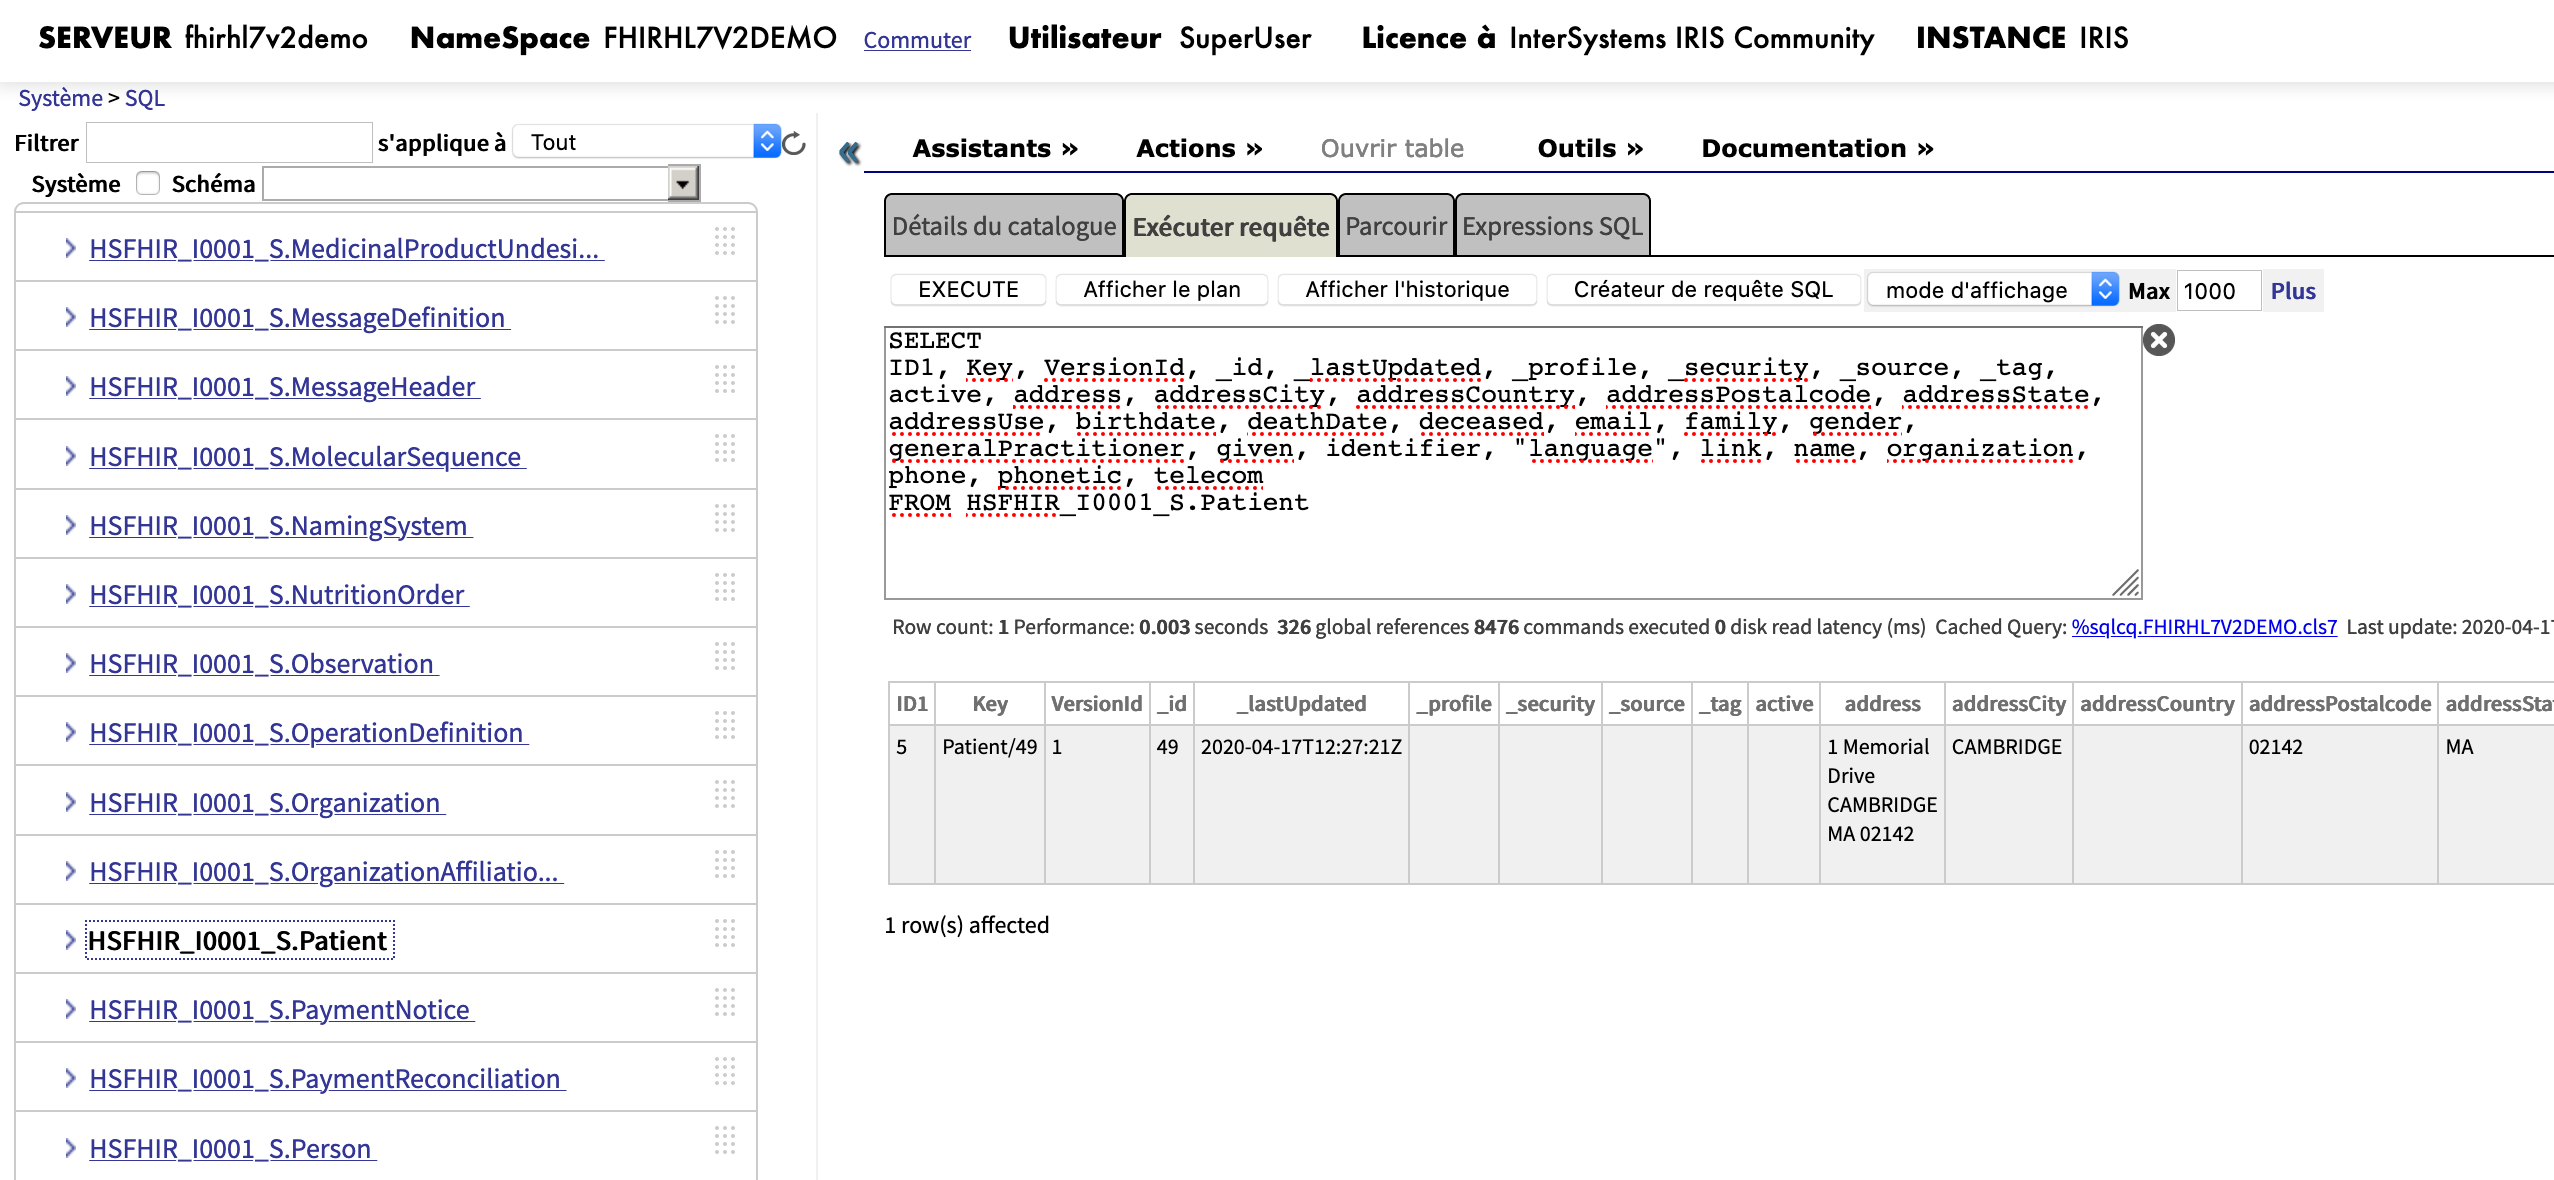 SERVEUR fhirhl7v2demo NameSpace FHIRHL7V2DEMO Commuter Utilisateur SuperUser Licence à InterSystems IRIS Community INSTANCE IRIS
Système > SQL
Filtrer s'applique à Tout
Système Schéma
HSFHIR_I0001_S.MedicinalProductUndesi...
HSFHIR_I0001_S.MessageDefinition
HSFHIR_I0001_S.MessageHeader
HSFHIR_I0001_S.MolecularSequence
HSFHIR_I0001_S.NamingSystem
HSFHIR_I0001_S.NutritionOrder
HSFHIR_I0001_S.Observation
HSFHIR_I0001_S.OperationDefinition
HSFHIR_I0001_S.Organization
HSFHIR_I0001_S.OrganizationAffiliatio...
HSFHIR_I0001_S.Patient
HSFHIR_I0001_S.PaymentNotice
HSFHIR_I0001_S.PaymentReconciliation
HSFHIR_I0001_S.Person
« Assistants » Actions » Ouvrir table Outils » Documentation »
Détails du catalogue Exécuter requête Parcourir Expressions SQL
EXECUTE Afficher le plan Afficher l'historique Créateur de requête SQL mode d'affichage Max 1000 Plus
SELECT
ID1, Key, VersionId, _id, _lastUpdated, _profile, _security, _source, _tag,
active, address, addressCity, addressCountry, addressPostalcode, addressState,
addressUse, birthdate, deathDate, deceased, email, family, gender,
generalPractitioner, given, identifier, "language", link, name, organization,
phone, phonetic, telecom
FROM HSFHIR_I0001_S.Patient
Row count: 1 Performance: 0.003 seconds 326 global references 8476 commands executed 0 disk read latency (ms) Cached Query: %sqlcq.FHIRHL7V2DEMO.cls7 Last update: 2020-04-17
ID1 Key VersionId _id _lastUpdated _profile _security _source _tag active address addressCity addressCountry addressPostalcode addressSta
5 Patient/49 1 49 2020-04-17T12:27:21Z 1 Memorial CAMBRIDGE 02142 MA
Drive
CAMBRIDGE
MA 02142
1 row(s) affected